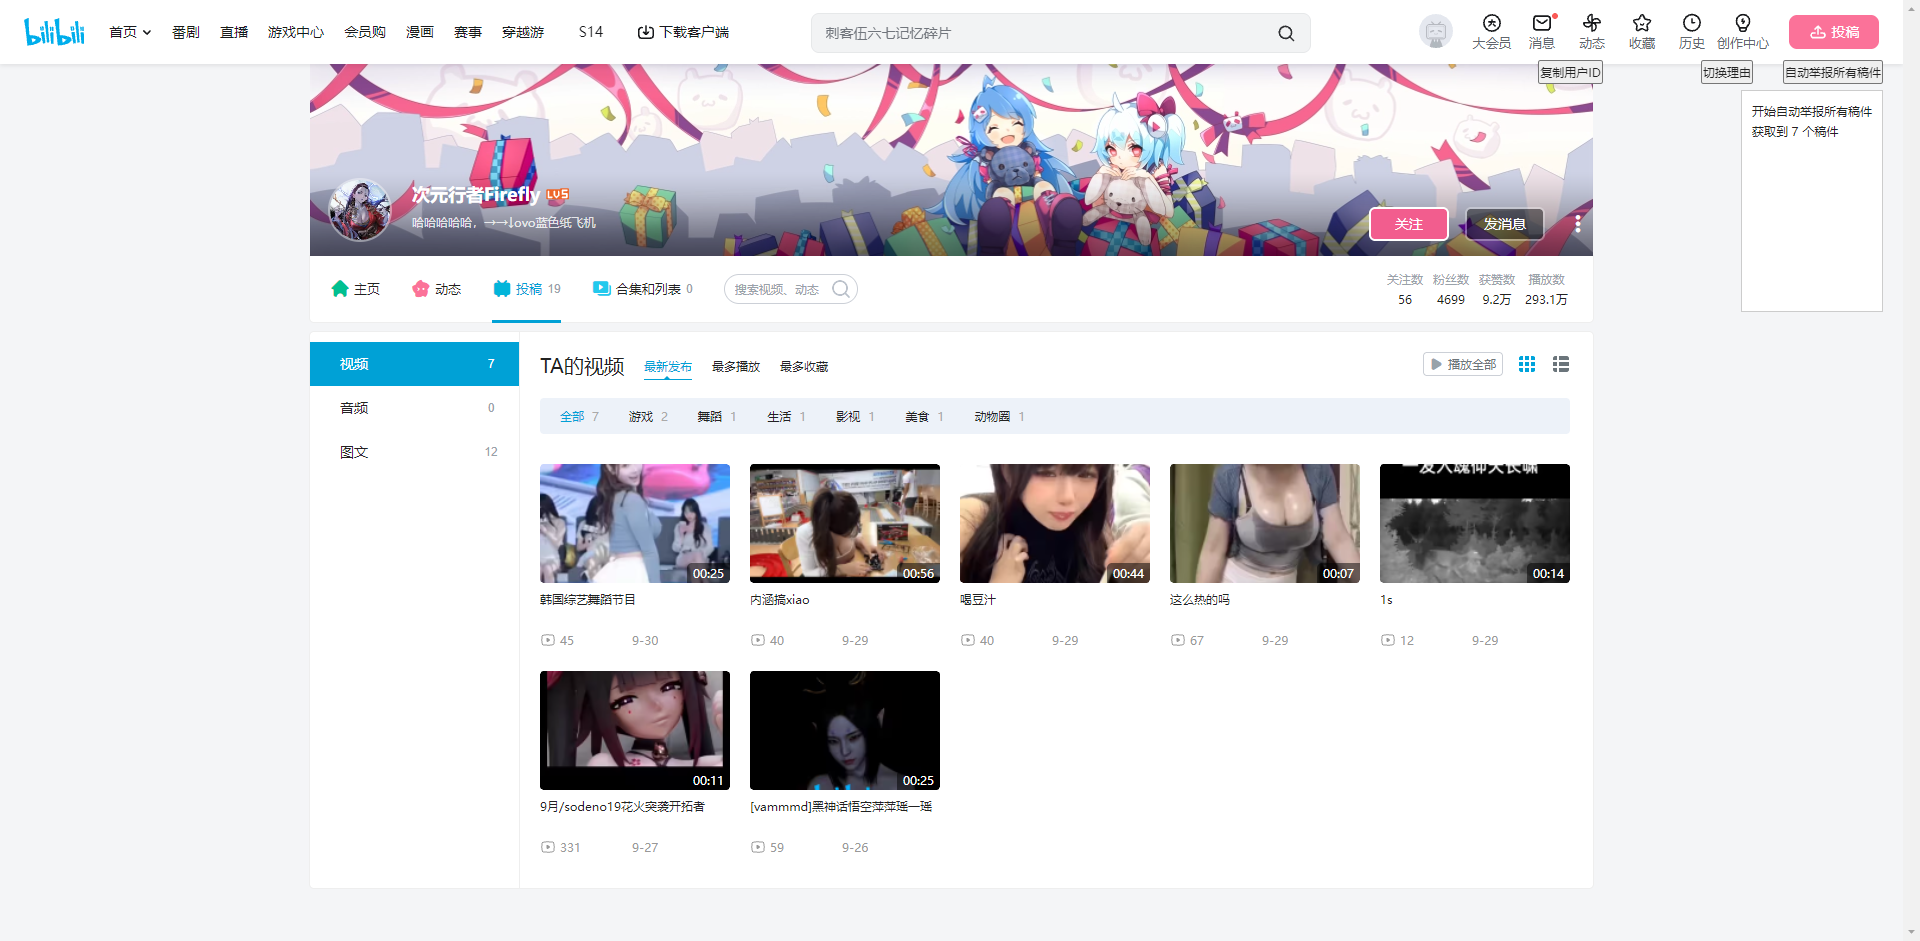 bilibili
首页
番剧
直播
游戏中心
会员购
漫画
赛事
穿越游
S14
下载客户端
刺客伍六七记忆碎片
大会员
消息
动态
收藏
历史
创作中心
投稿
复制用户ID
切换理由
自动举报所有稿件
开始自动举报所有稿件
获取到 7 个稿件
次元行者Firefly LV5
哈哈哈哈哈，→→↓ovo蓝色纸飞机
关注
发消息
主页
动态
投稿 19
合集和列表 0
搜索视频、动态
关注数 粉丝数 获赞数 播放数
56 4699 9.2万 293.1万
视频 7
音频 0
图文 12
TA的视频
最新发布
最多播放
最多收藏
播放全部
全部 7
游戏 2
舞蹈 1
生活 1
影视 1
美食 1
动物圈 1
00:25
00:56
00:44
00:07
一发入魂仰天长啸
00:14
韩国综艺舞蹈节目
内涵搞xiao
喝豆汁
这么热的吗
1s
45 9-30
40 9-29
40 9-29
67 9-29
12 9-29
00:11
00:25
9月/sodeno19花火突袭开拓者
[vammmd]黑神话悟空萍萍瑶一瑶
331 9-27
59 9-26